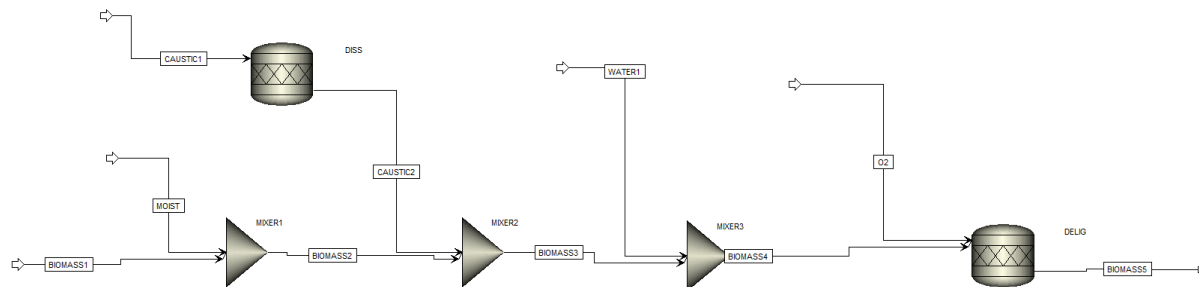 DISS
CAUSTIC1
WATER1
O2
CAUSTIC2
MOIST
MIXER1
MIXER2
MIXER3
DELIG
BIOMASS1
BIOMASS2
BIOMASS3
BIOMASS4
BIOMASS5